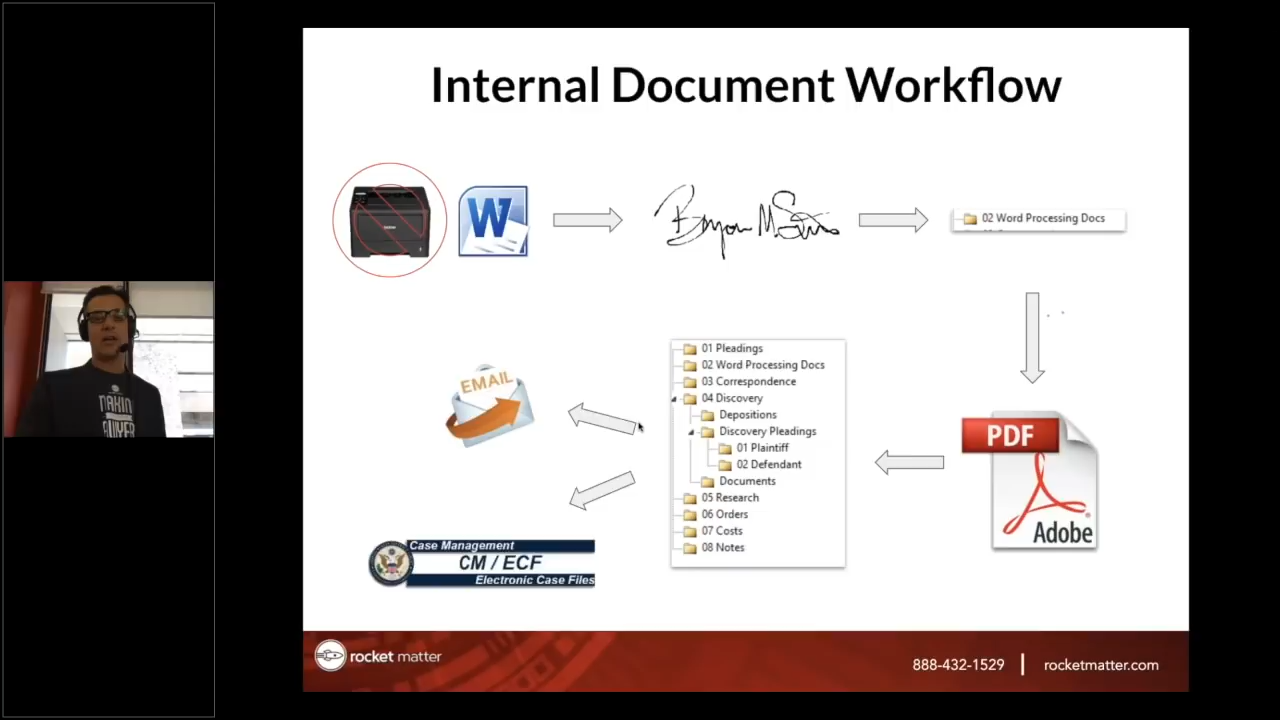 Internal Document Workflow
W
02 Word Processing Docs
01 Pleadings
02 Word Processing Docs
03 Correspondence
04 Discovery
Depositions
Discovery Pleadings
01 Plaintiff
02 Defendant
Documents
05 Research
06 Orders
07 Costs
08 Notes
EMAIL
PDF
Adobe
Case Management
CM / ECF
Electronic Case Files
rocket matter
888-432-1529 | rocketmatter.com